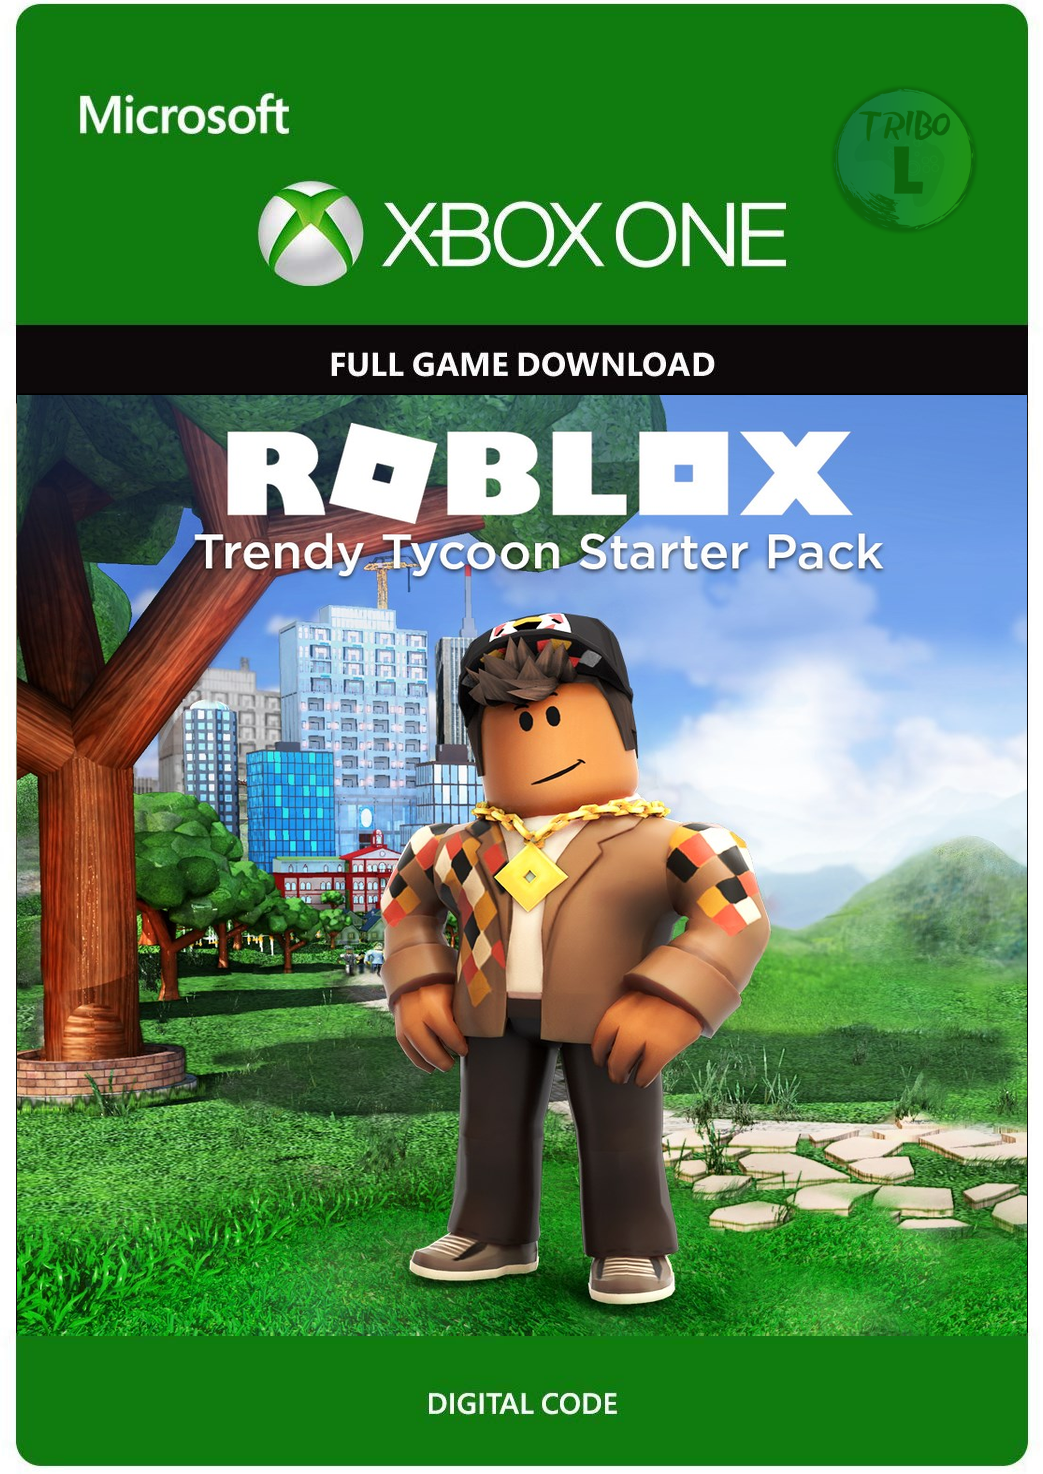 Microsoft
TRIBO
L
XBOX ONE
FULL GAME DOWNLOAD
ROBLOX
Trendy Tycoon Starter Pack
DIGITAL CODE